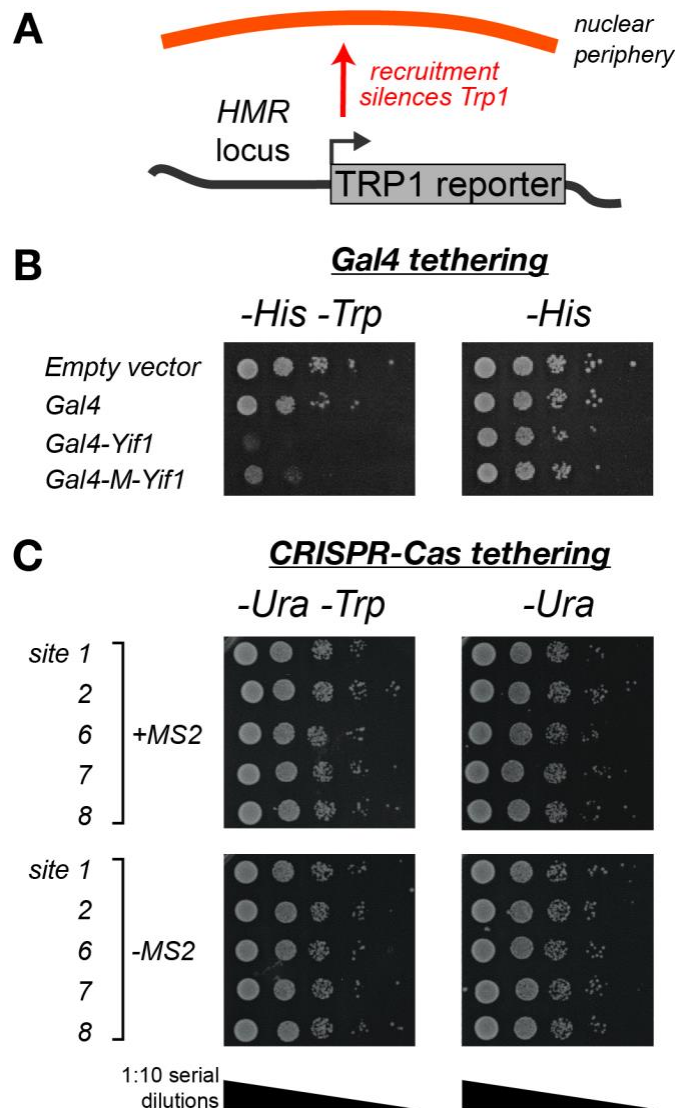 A
nuclear
periphery
recruitment
silences Trp1
HMR
locus
TRP1 reporter
B
Gal4 tethering
-His -Trp
-His
Empty vector
Gal4
Gal4-Yif1
Gal4-M-Yif1
C
CRISPR-Cas tethering
-Ura -Trp
-Ura
site 1
2
6
+MS2
7
8
site 1
2
6
-MS2
7
8
1:10 serial
dilutions